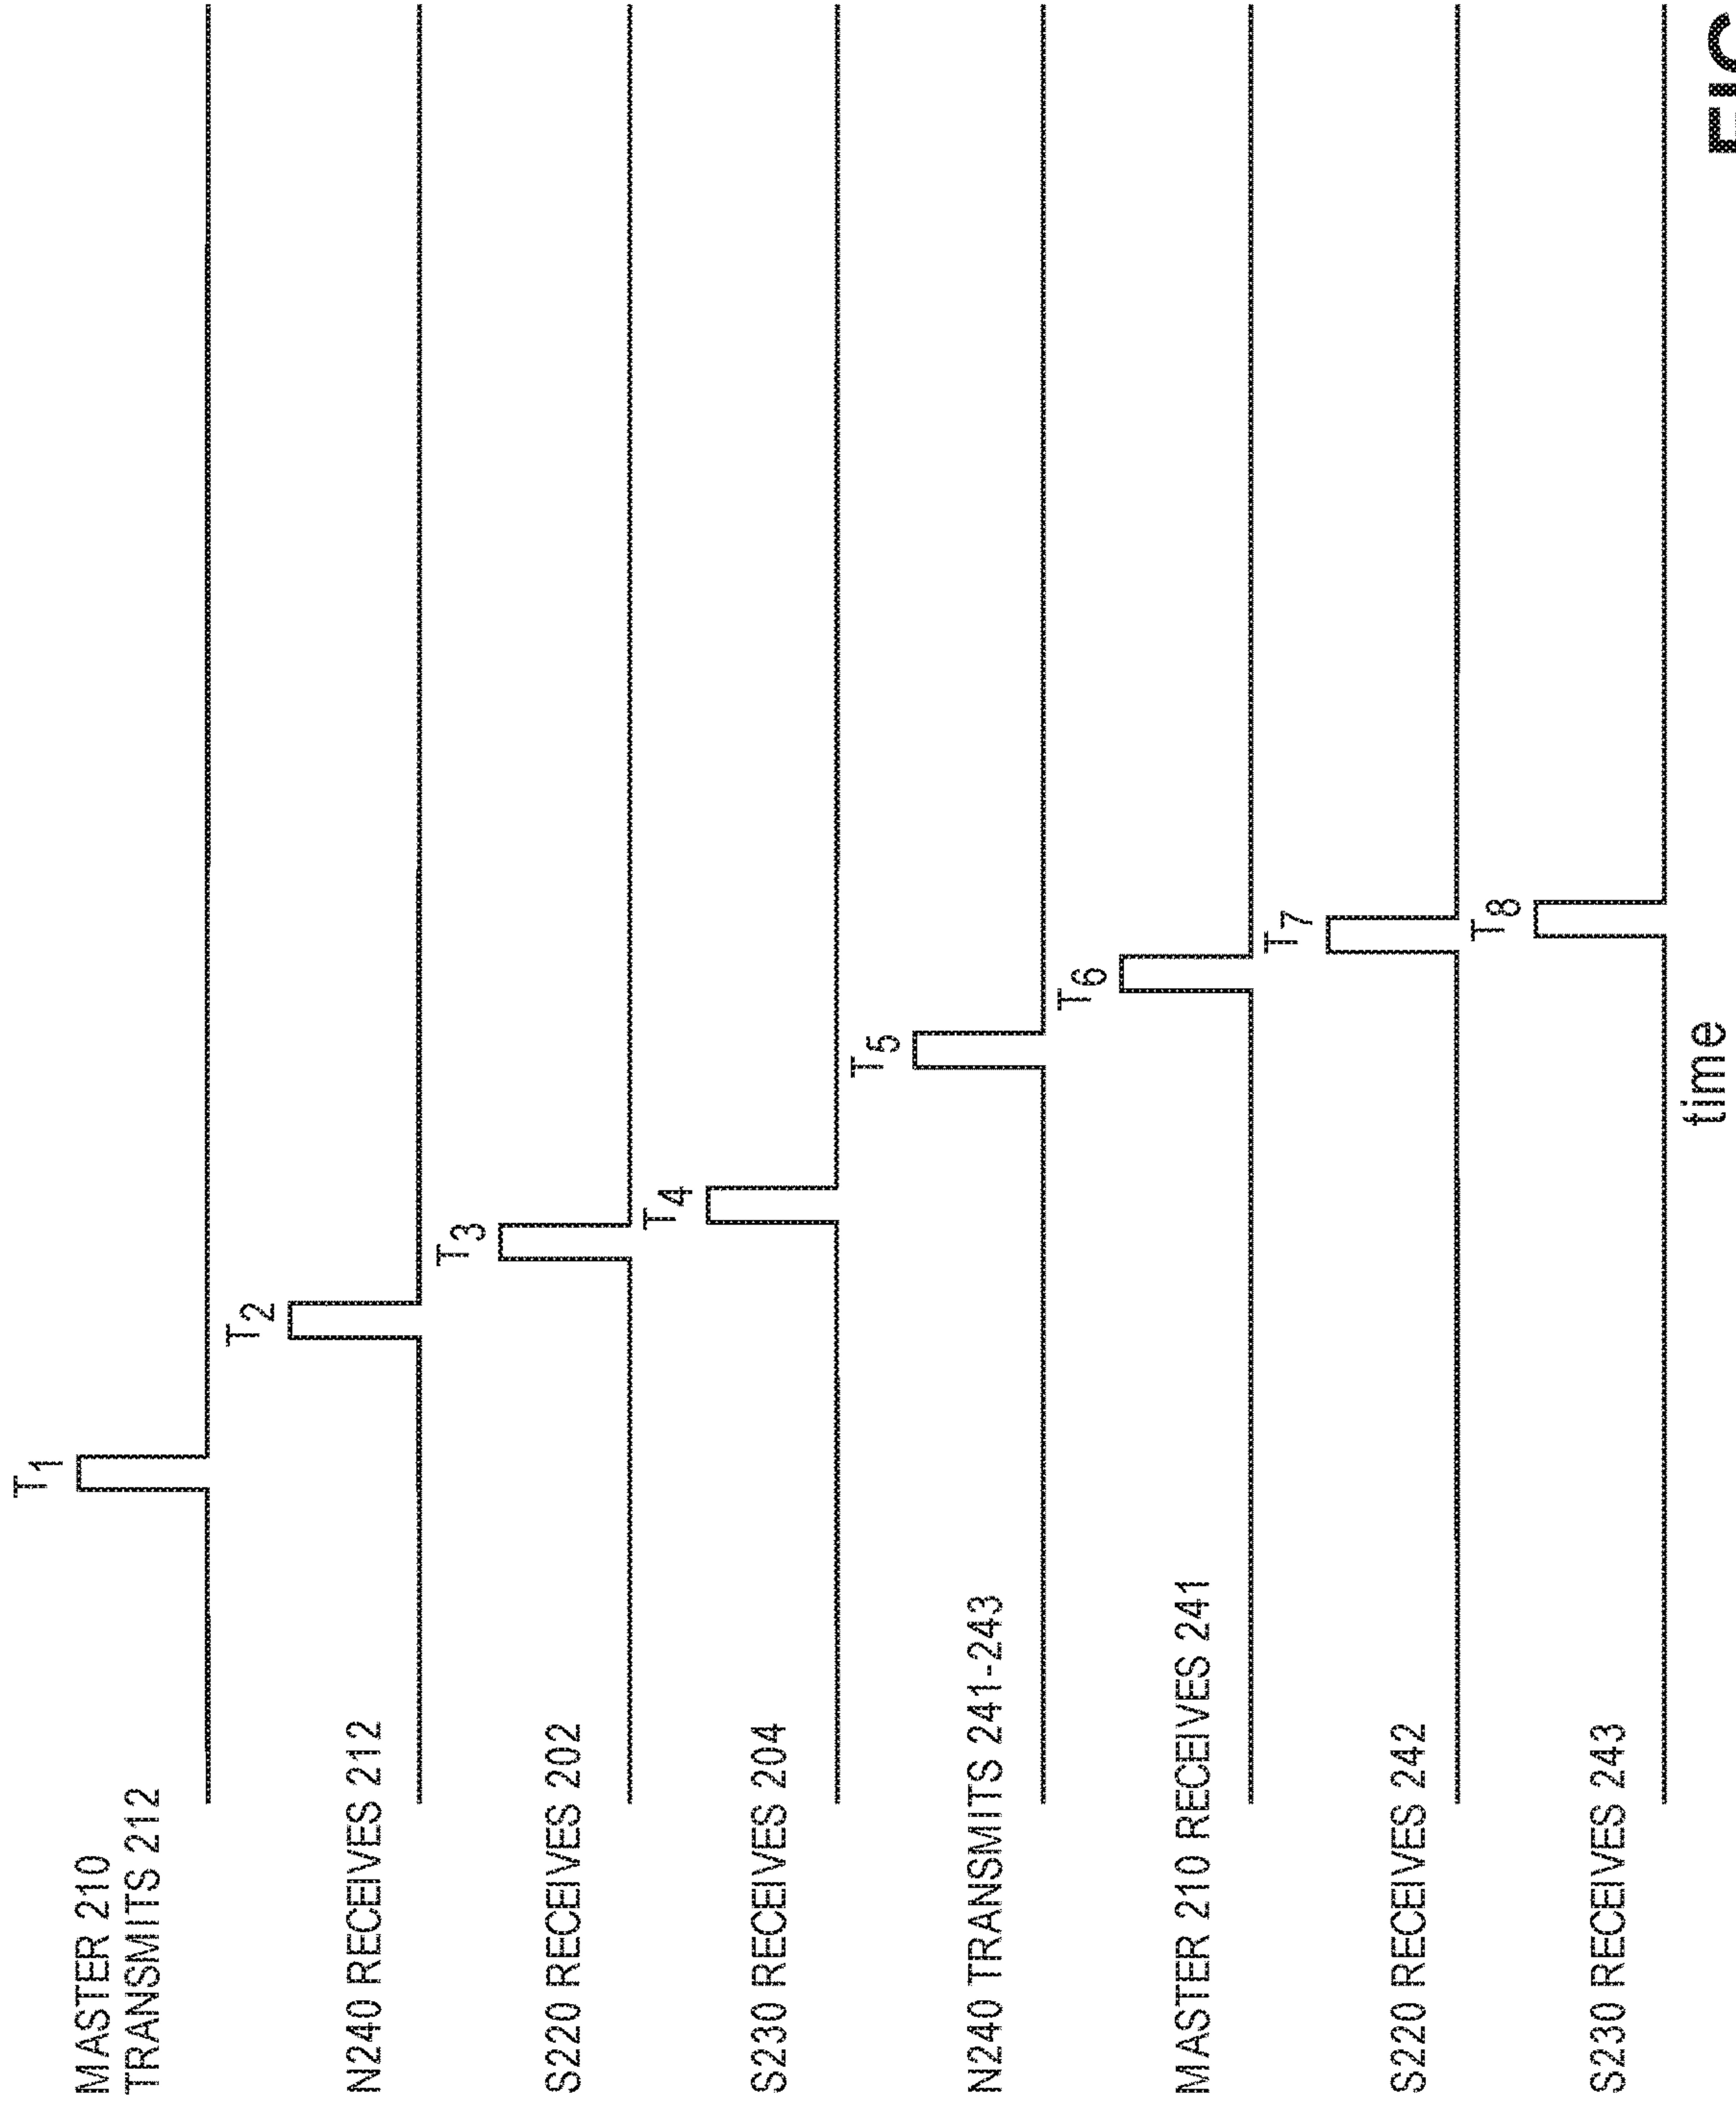 MASTER 210
TRANSMITS 212
T1
N240 RECEIVES 212
T2
S220 RECEIVES 202
T3
S230 RECEIVES 204
T4
N240 TRANSMITS 241-243
T5
MASTER 210 RECEIVES 241
T6
S220 RECEIVES 242
T7
S230 RECEIVES 243
T8
time